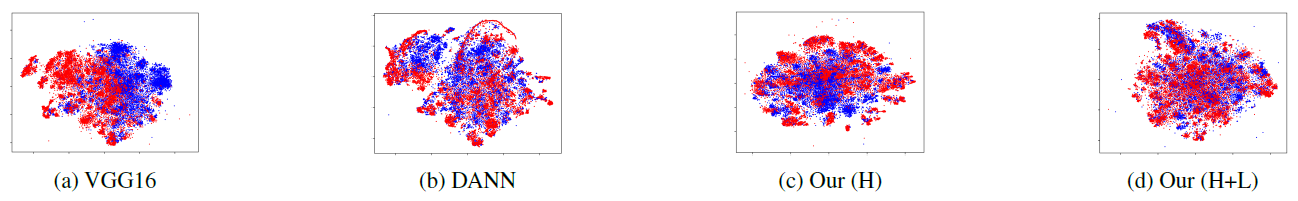 (a) VGG16
(b) DANN
(c) Our (H)
(d) Our (H+L)